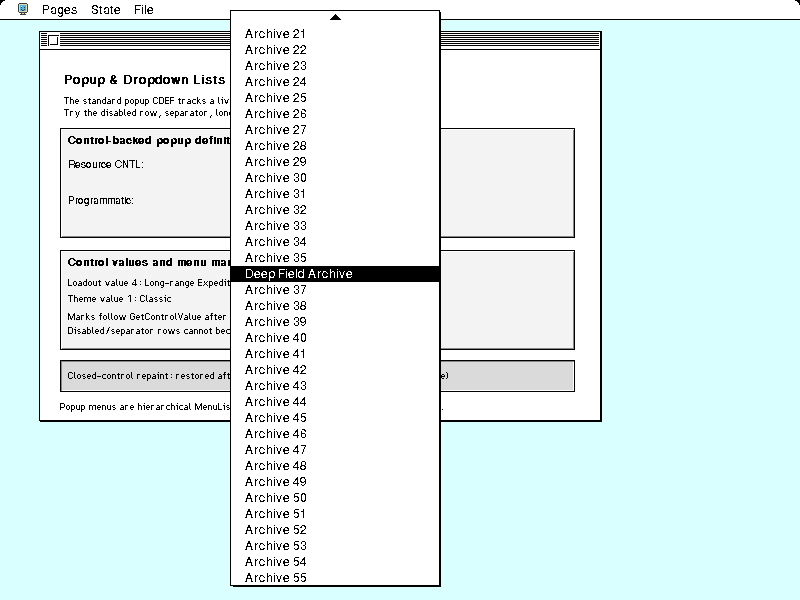 Pages State File
Popup & Dropdown Lists
The standard popup CDEF tracks a liv
Try the disabled row, separator, lon
Control-backed popup definit
Resource CNTL:
Programmatic:
Control values and menu mar
Loadout value 4: Long-range Expedit
Theme value 1: Classic
Marks follow GetControlValue after
Disabled/separator rows cannot bec
Closed-control repaint: restored aft
e)
Popup menus are hierarchical MenuLis
Archive 21
Archive 22
Archive 23
Archive 24
Archive 25
Archive 26
Archive 27
Archive 28
Archive 29
Archive 30
Archive 31
Archive 32
Archive 33
Archive 34
Archive 35
Deep Field Archive
Archive 37
Archive 38
Archive 39
Archive 40
Archive 41
Archive 42
Archive 43
Archive 44
Archive 45
Archive 46
Archive 47
Archive 48
Archive 49
Archive 50
Archive 51
Archive 52
Archive 53
Archive 54
Archive 55